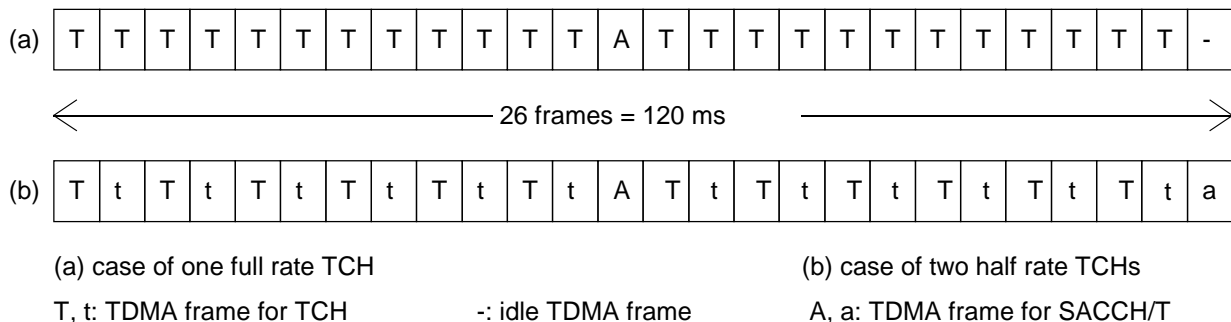 (a) T T T T T T T T T T T T A T T T T T T T T T T T T -
26 frames = 120 ms
(b) T t T t T t T t T t T t A T t T t T t T t T t T t a
(a) case of one full rate TCH (b) case of two half rate TCHs
T, t: TDMA frame for TCH -: idle TDMA frame A, a: TDMA frame for SACCH/T